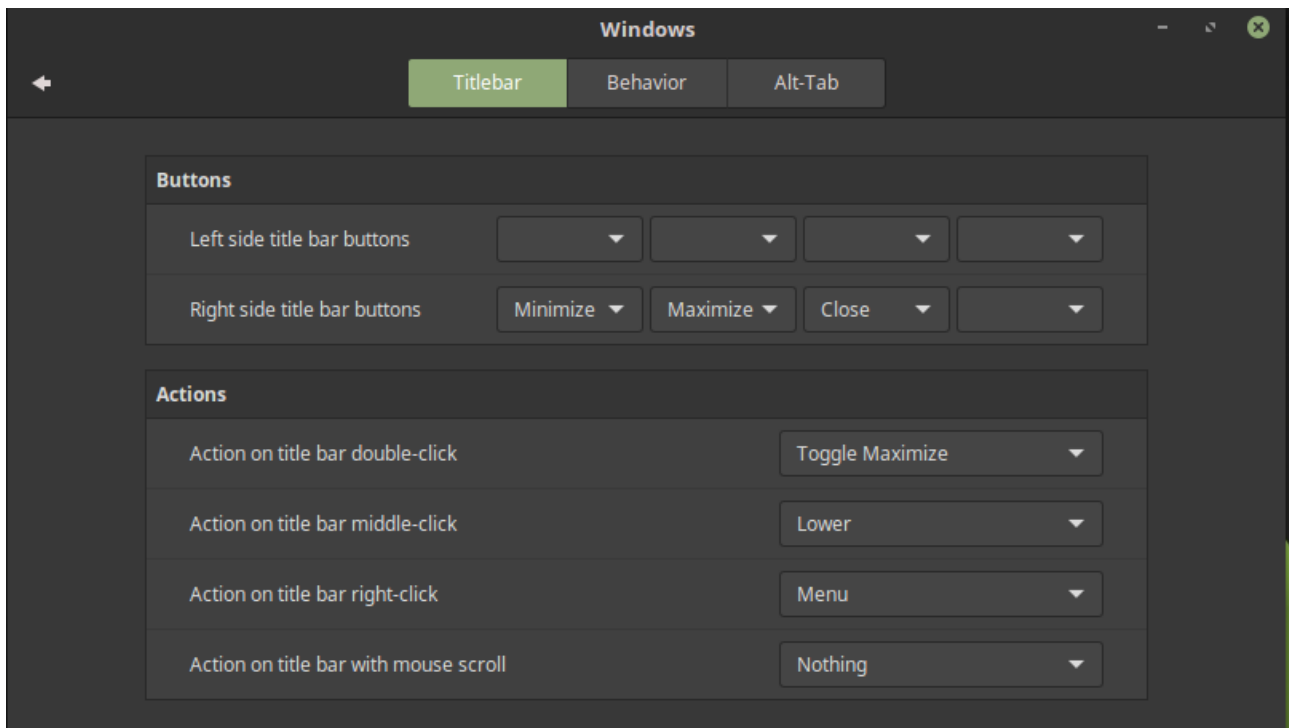 Windows
Titlebar Behavior Alt-Tab
Buttons
Left side title bar buttons
Right side title bar buttons Minimize Maximize Close
Actions
Action on title bar double-click Toggle Maximize
Action on title bar middle-click Lower
Action on title bar right-click Menu
Action on title bar with mouse scroll Nothing